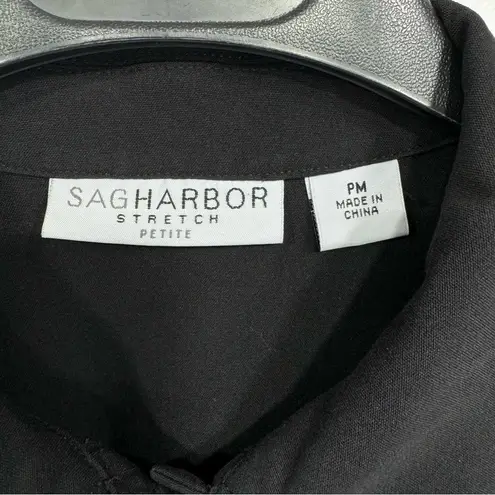 SAGHARBOR
STRETCH
PETITE
PM
MADE IN
CHINA